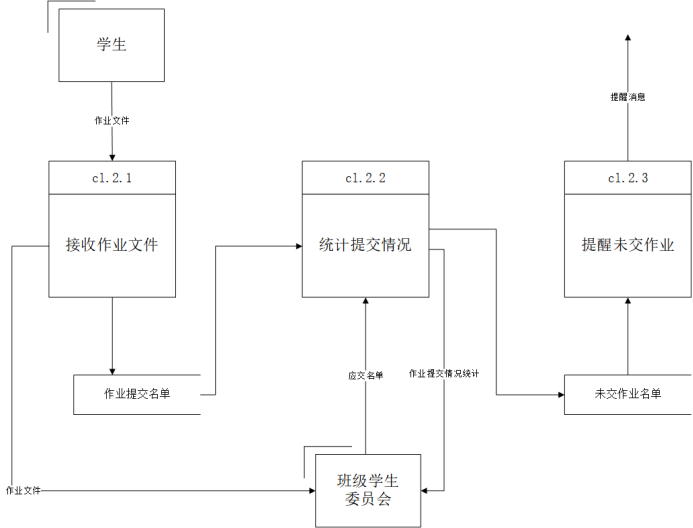 学生
提醒消息
作业文件
c1.2.1
c1.2.2
c1.2.3
接收作业文件
统计提交情况
提醒未交作业
应交名单
作业提交情况统计
作业提交名单
未交作业名单
班级学生
委员会
作业文件